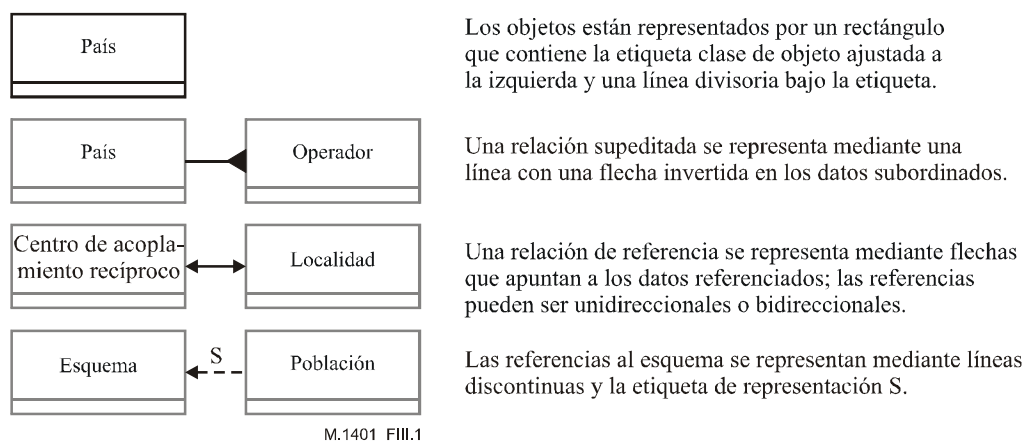 País
Los objetos están representados por un rectángulo
que contiene la etiqueta clase de objeto ajustada a
la izquierda y una línea divisoria bajo la etiqueta.
País
Operador
Una relación supeditada se representa mediante una
línea con una flecha invertida en los datos subordinados.
Centro de acopla-
miento recíproco
Localidad
Una relación de referencia se representa mediante flechas
que apuntan a los datos referenciados; las referencias
pueden ser unidireccionales o bidireccionales.
Esquema
S
Población
Las referencias al esquema se representan mediante líneas
discontinuas y la etiqueta de representación S.
M.1401_FIII.1